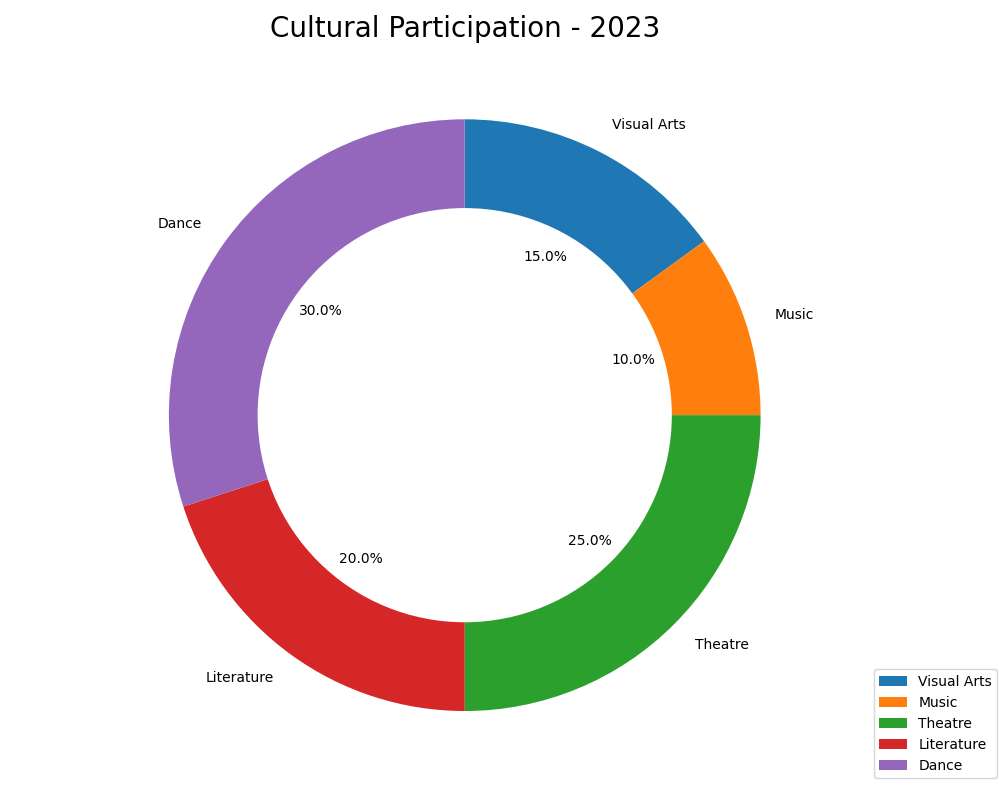 Cultural Participation - 2023
Visual Arts
Dance
15.0%
30.0%
Music
10.0%
25.0%
20.0%
Theatre
Literature
Visual Arts
Music
Theatre
Literature
Dance